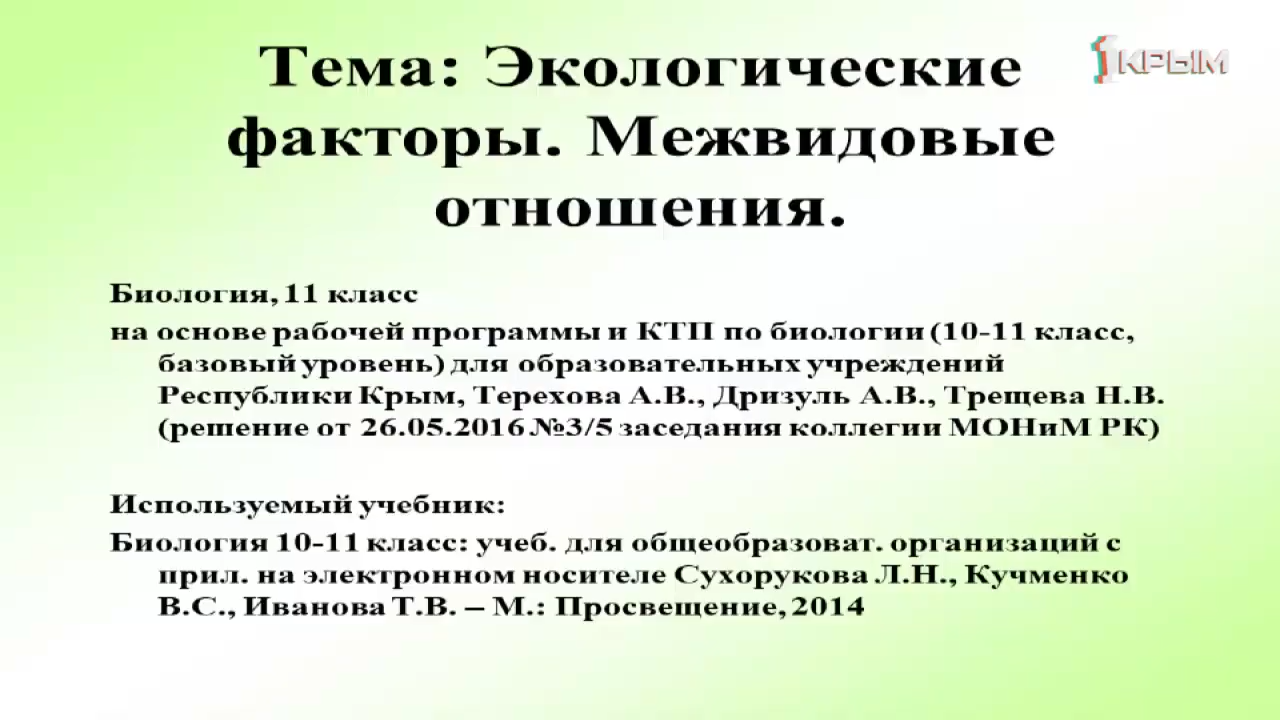 Тема: Экологические
факторы. Межвидовые
отношения.
1 КРЫМ
Биология, 11 класс
на основе рабочей программы и КТП по биологии (10-11 класс,
базовый уровень) для образовательных учреждений
Республики Крым, Терехова А.В., Дризуль А.В., Трещева Н.В.
(решение от 26.05.2016 №3/5 заседания коллегии МОНиМ РК)
Используемый учебник:
Биология 10-11 класс: учеб. для общеобразоват. организаций с
прил. на электронном носителе Сухорукова Л.Н., Кучменко
В.С., Иванова Т.В. – М.: Просвещение, 2014